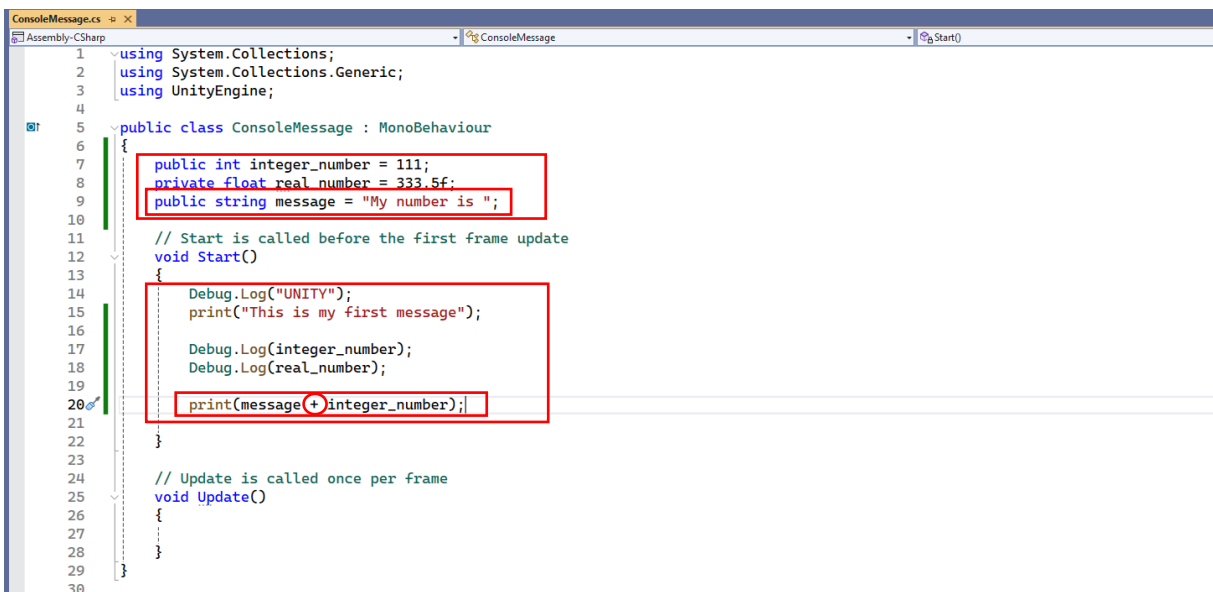 ConsoleMessage.cs
Assembly-CSharp ConsoleMessage Start()
1 using System.Collections;
2 using System.Collections.Generic;
3 using UnityEngine;
4
5 public class ConsoleMessage : MonoBehaviour
6 {
7 public int integer_number = 111;
8 private float real_number = 333.5f;
9 public string message = "My number is ";
10
11 // Start is called before the first frame update
12 void Start()
13 {
14 Debug.Log("UNITY");
15 print("This is my first message");
16
17 Debug.Log(integer_number);
18 Debug.Log(real_number);
19
20 print(message + integer_number);
21
22 }
23
24 // Update is called once per frame
25 void Update()
26 {
27
28 }
29 }
30